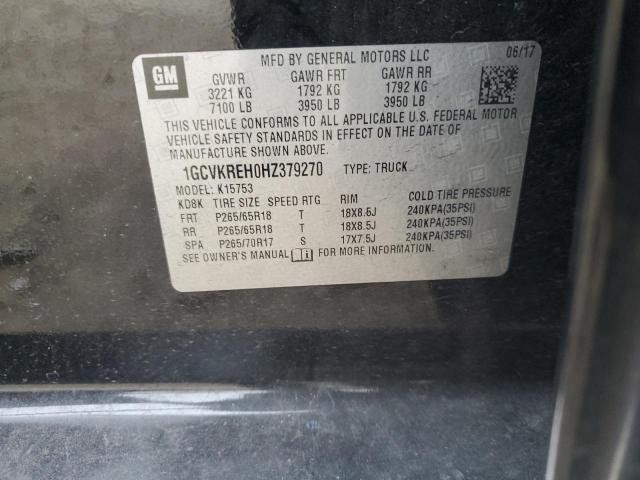 GM
MFD BY GENERAL MOTORS LLC 06/17
GVWR GAWR FRT GAWR RR
3221 KG 1792 KG 1792 KG
7100 LB 3950 LB 3950 LB
THIS VEHICLE CONFORMS TO ALL APPLICABLE U.S. FEDERAL MOTOR
VEHICLE SAFETY STANDARDS IN EFFECT ON THE DATE OF
MANUFACTURE SHOWN ABOVE.
1GCVKREH0HZ379270 TYPE: TRUCK
MODEL: K15753
KD8K TIRE SIZE SPEED RTG RIM COLD TIRE PRESSURE
FRT P265/65R18 T 18X8.5J 240KPA(35PSI)
RR P265/65R18 T 18X8.5J 240KPA(35PSI)
SPA P265/70R17 S 17X7.5J 240KPA(35PSI)
SEE OWNER'S MANUAL FOR MORE INFORMATION.